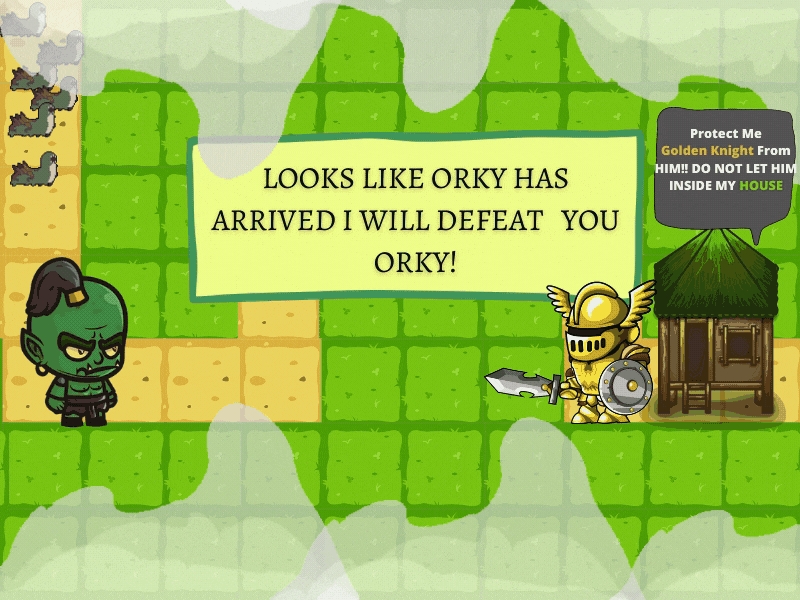 LOOKS LIKE ORKY HAS
ARRIVED I WILL DEFEAT YOU
ORKY!
Protect Me
Golden Knight From
HIM!! DO NOT LET HIM
INSIDE MY HOUSE